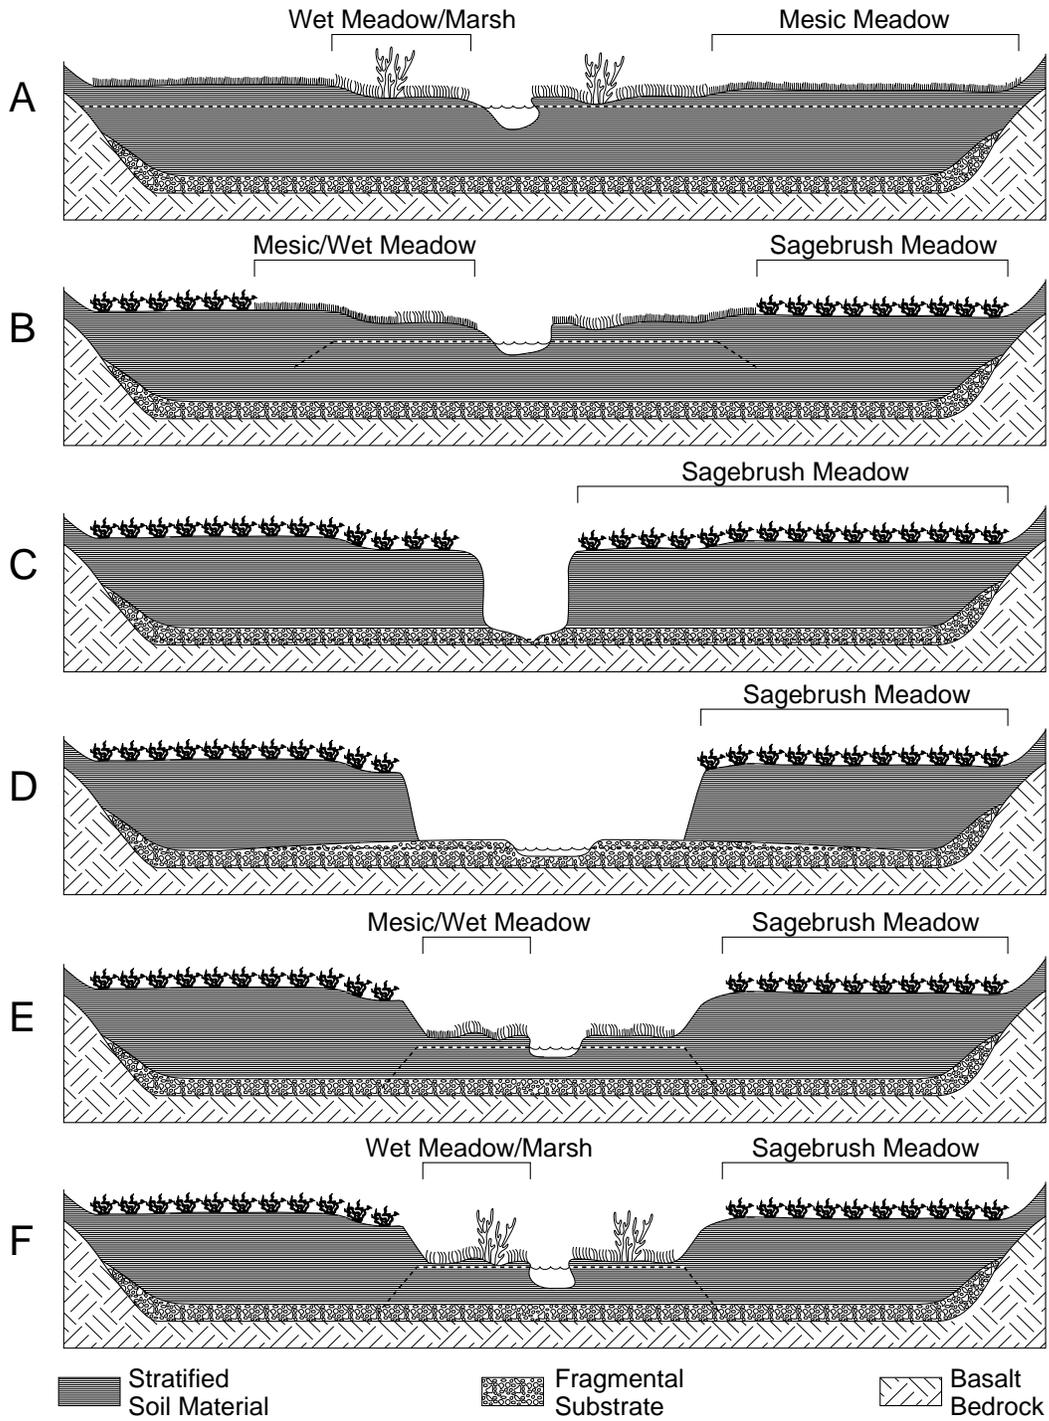 Wet Meadow/Marsh
Mesic Meadow
A
Mesic/Wet Meadow
Sagebrush Meadow
B
Sagebrush Meadow
C
Sagebrush Meadow
D
Mesic/Wet Meadow
Sagebrush Meadow
E
Wet Meadow/Marsh
Sagebrush Meadow
F
Stratified
Soil Material
Fragmental
Substrate
Basalt
Bedrock